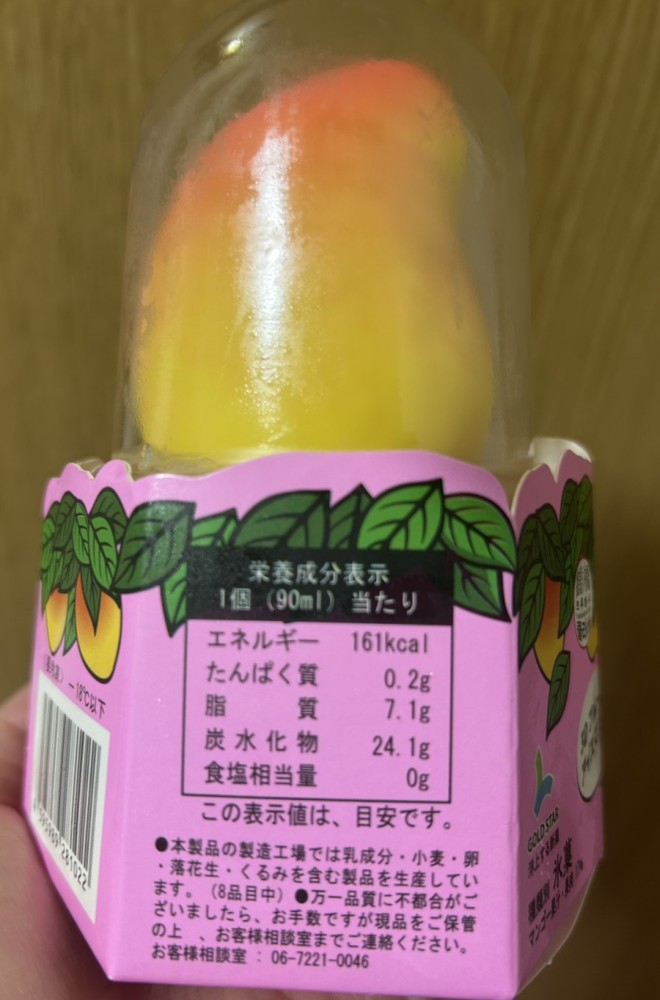 栄養成分表示
1個（90ml）当たり
エネルギー 161kcal
たんぱく質 0.2g
脂質 7.1g
炭水化物 24.1g
食塩相当量 0g
この表示値は、目安です。
●本製品の製造工場では乳成分・小麦・卵
・落花生・くるみを含む製品を生産してい
ます。（8品目中）●万一品質に不都合がご
ざいましたら、お手数ですが現品をご保管
の上 、お客様相談室までご連絡ください。
お客様相談室：06-7221-0046
－18℃以下
GOLD STAR
種類別 氷菓